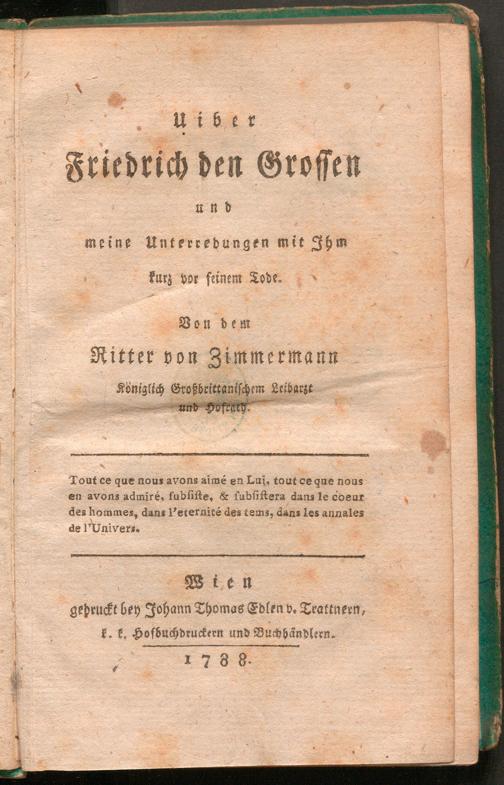 Uiber
Friedrich den Grossen
und
meine Unterredungen mit Ihm
kurz vor seinem Tode.
Von dem
Ritter von Zimmermann
Königlich Großbrittanischem Leibarzt
und Hofrath.
Tout ce que nous avons aimé en Lui, tout ce que nous
en avons admiré, ſubſiſte, & ſubſiſtera dans le coeur
des hommes, dans l'eternité des tems, dans les annales
de l'Univers.
Wien
gedruckt bey Johann Thomas Edlen v. Trattnern,
k. k. Hofbuchdruckern und Buchhändlern.
1788.